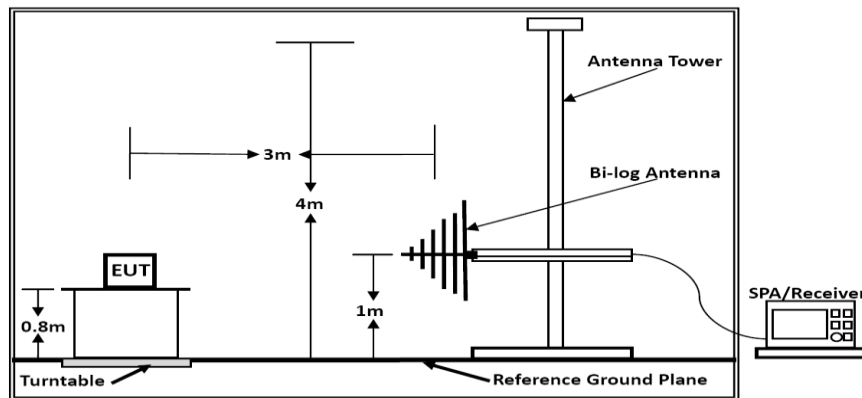 Antenna Tower
3m
Bi-log Antenna
4m
EUT
1m
0.8m
SPA/Receiver
Turntable
Reference Ground Plane